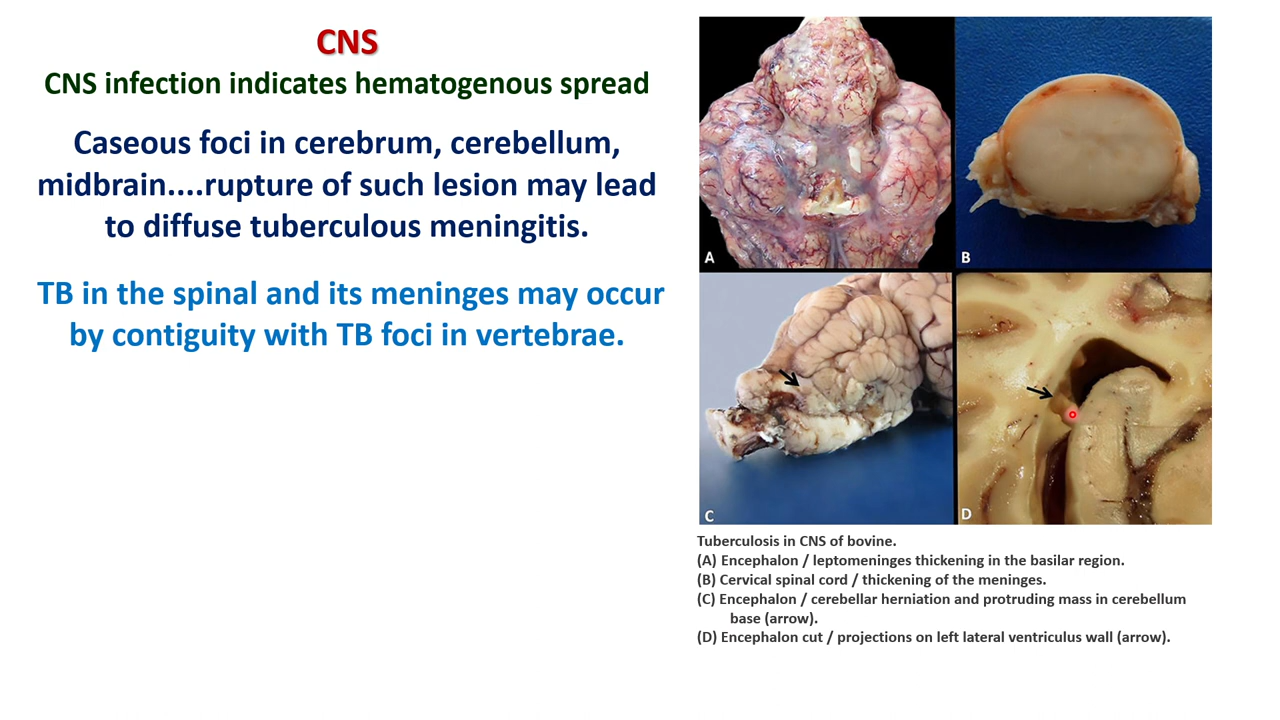 CNS
CNS infection indicates hematogenous spread
Caseous foci in cerebrum, cerebellum,
midbrain....rupture of such lesion may lead
to diffuse tuberculous meningitis.
TB in the spinal and its meninges may occur
by contiguity with TB foci in vertebrae.
A
B
C
D
Tuberculosis in CNS of bovine.
(A) Encephalon / leptomeninges thickening in the basilar region.
(B) Cervical spinal cord / thickening of the meninges.
(C) Encephalon / cerebellar herniation and protruding mass in cerebellum
base (arrow).
(D) Encephalon cut / projections on left lateral ventriculus wall (arrow).